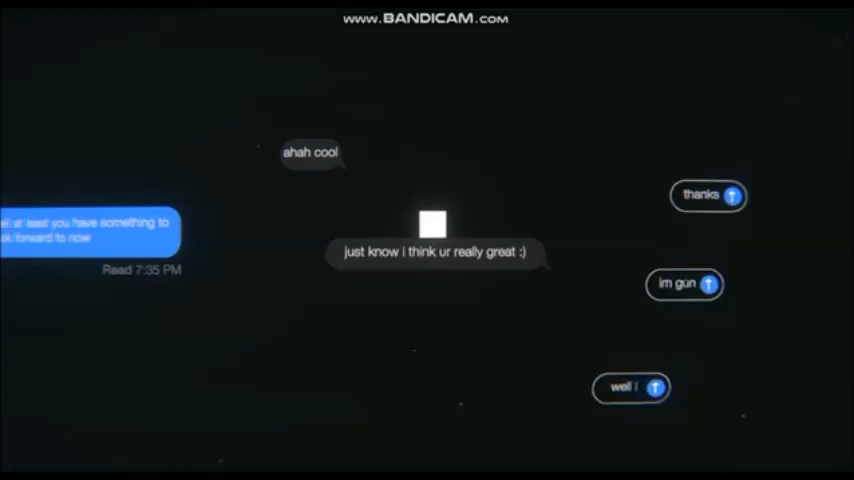 www.BANDICAM.com
ahah cool
thanks
at least you have something to
forward to now
just know i think ur really great :)
Read 7:35 PM
im gun
well i